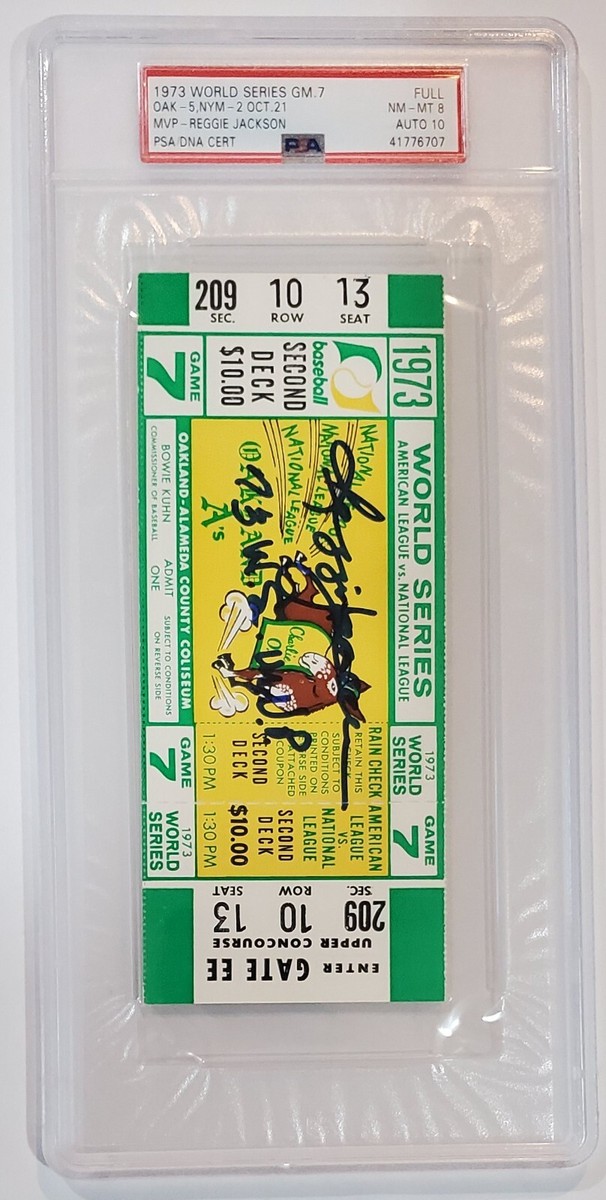 1973 WORLD SERIES GM.7 FULL
OAK-5,NYM-2 OCT.21 NM-MT 8
MVP-REGGIE JACKSON AUTO 10
PSA/DNA CERT PSA 41776707
209 10 13
SEC. ROW SEAT
1973
WORLD SERIES
AMERICAN LEAGUE vs. NATIONAL LEAGUE
baseball
SECOND
DECK
$10.00
GAME
7
NATIONAL
NATIONAL LEAGUE
NATIONAL LEAGUE
A's
Charlie
O
73 WS
M.V.P
OAKLAND-ALAMEDA COUNTY COLISEUM
BOWIE KUHN
COMMISSIONER OF BASEBALL
ADMIT
ONE
SUBJECT TO CONDITIONS
ON REVERSE SIDE
1973
WORLD
SERIES
GAME
7
RAIN CHECK
RETAIN THIS
SUBJECT TO
CONDITIONS
PRINTED ON
ATTACHED
COUPON
SECOND
DECK
1:30 PM
AMERICAN
LEAGUE
VS.
NATIONAL
LEAGUE
SECOND
DECK
$10.00
1:30 PM
GAME
7
1973
WORLD
SERIES
ENTER GATE EE
UPPER CONCOURSE
SEC. ROW SEAT
209 10 13